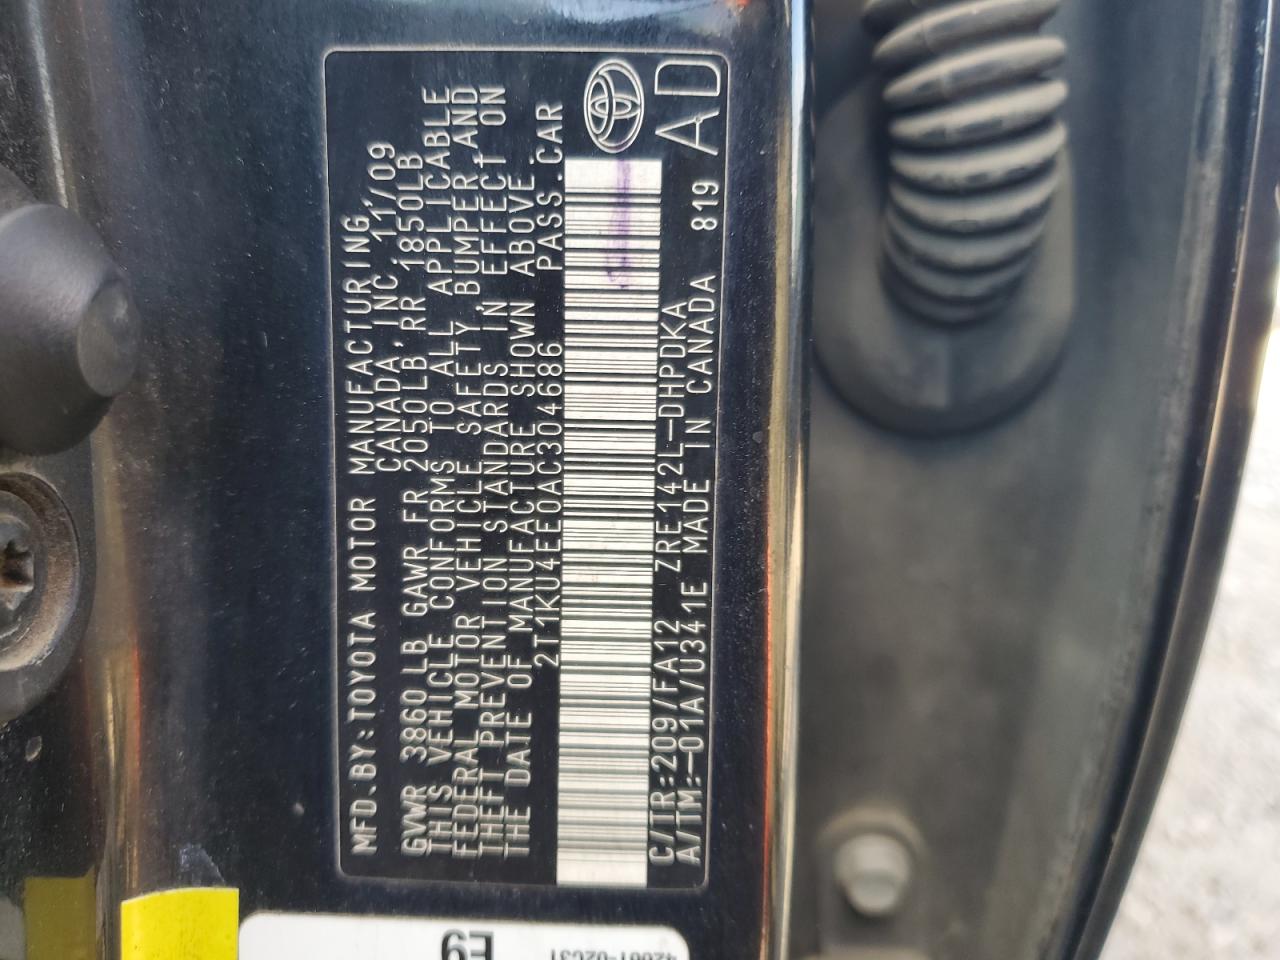 MFD.BY:TOYOTA MOTOR MANUFACTURING,
CANADA,INC. 11/09
GVWR 3860 LB GAWR FR 2050LB,RR 1850LB
THIS VEHICLE CONFORMS TO ALL APPLICABLE
FEDERAL MOTOR VEHICLE SAFETY, BUMPER,AND
THEFT PREVENTION STANDARDS IN EFFECT ON
THE DATE OF MANUFACTURE SHOWN ABOVE.
2T1KU4EE0AC304686 PASS.CAR
C/TR:209/FA12 ZRE142L-DHPDKA
A/TM:-01A/U341E MADE IN CANADA 819
AD
E9